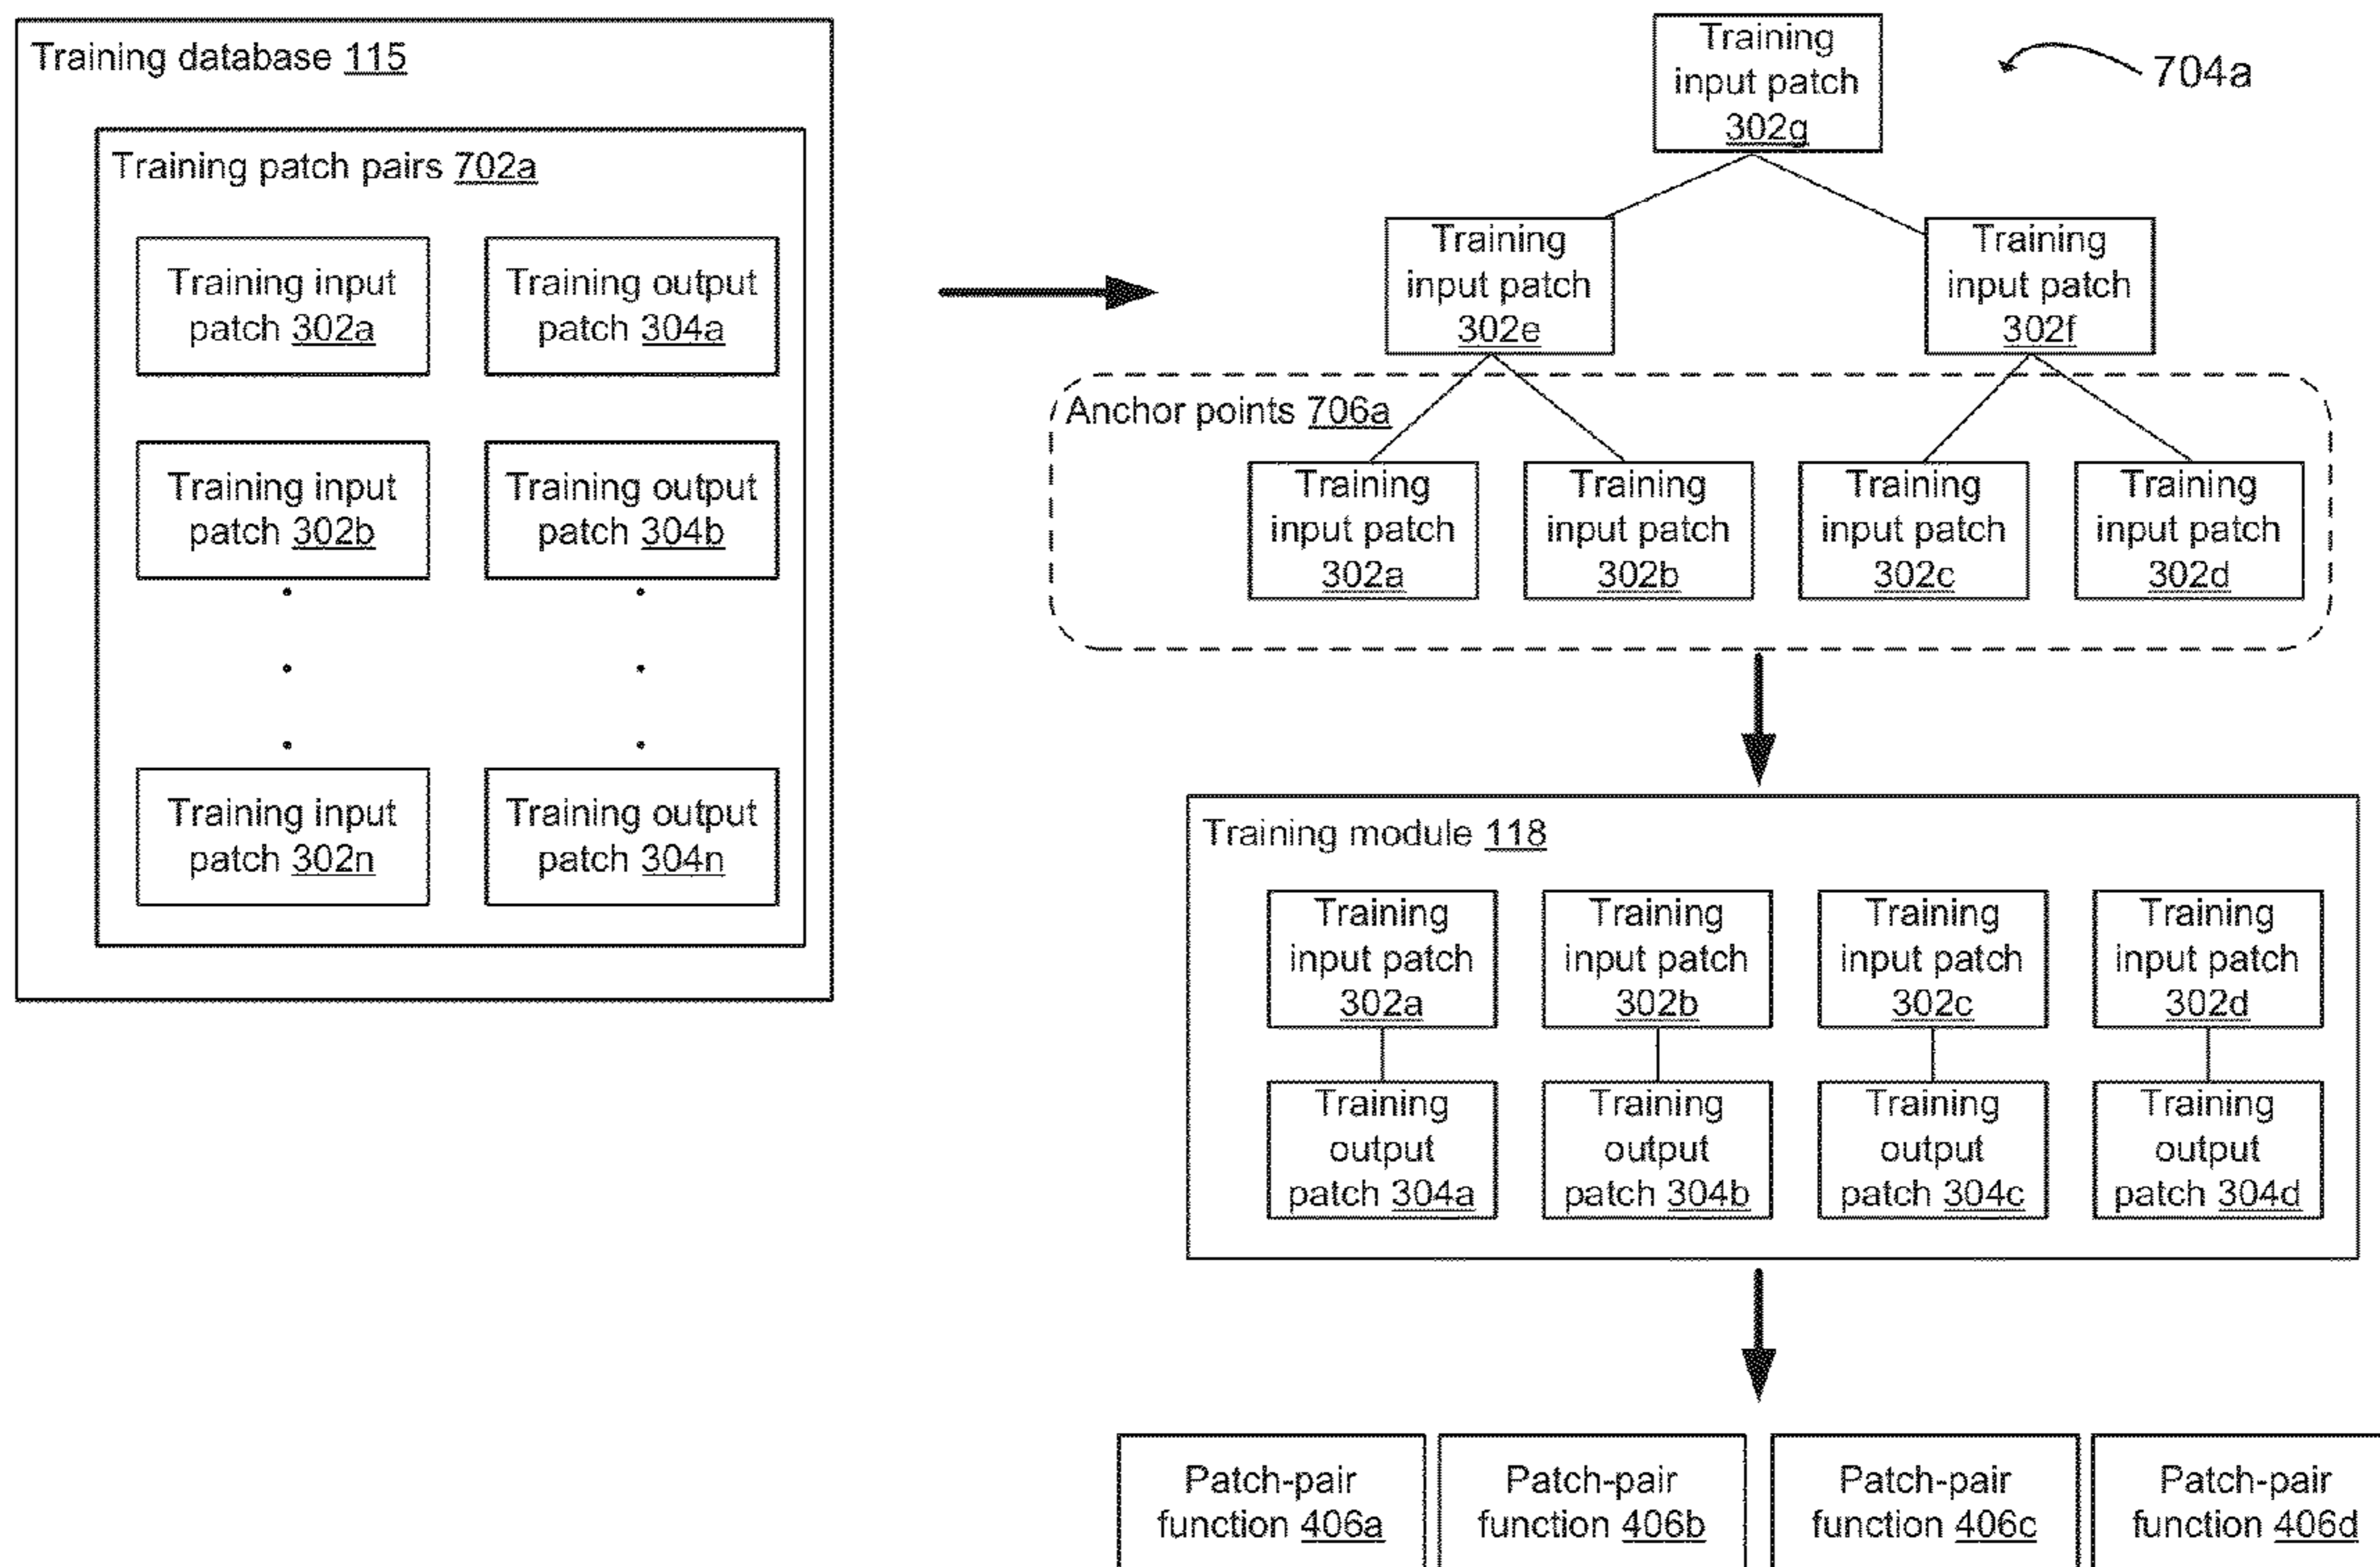 Training database 115
Training patch pairs 702a
Training input
patch 302a
Training output
patch 304a
Training input
patch 302b
Training output
patch 304b
Training input
patch 302n
Training output
patch 304n
Training
input patch
302g
704a
Training
input patch
302e
Training
input patch
302f
Anchor points 706a
Training
input patch
302a
Training
input patch
302b
Training
input patch
302c
Training
input patch
302d
Training module 118
Training
input patch
302a
Training
input patch
302b
Training
input patch
302c
Training
input patch
302d
Training
output
patch 304a
Training
output
patch 304b
Training
output
patch 304c
Training
output
patch 304d
Patch-pair
function 406a
Patch-pair
function 406b
Patch-pair
function 406c
Patch-pair
function 406d